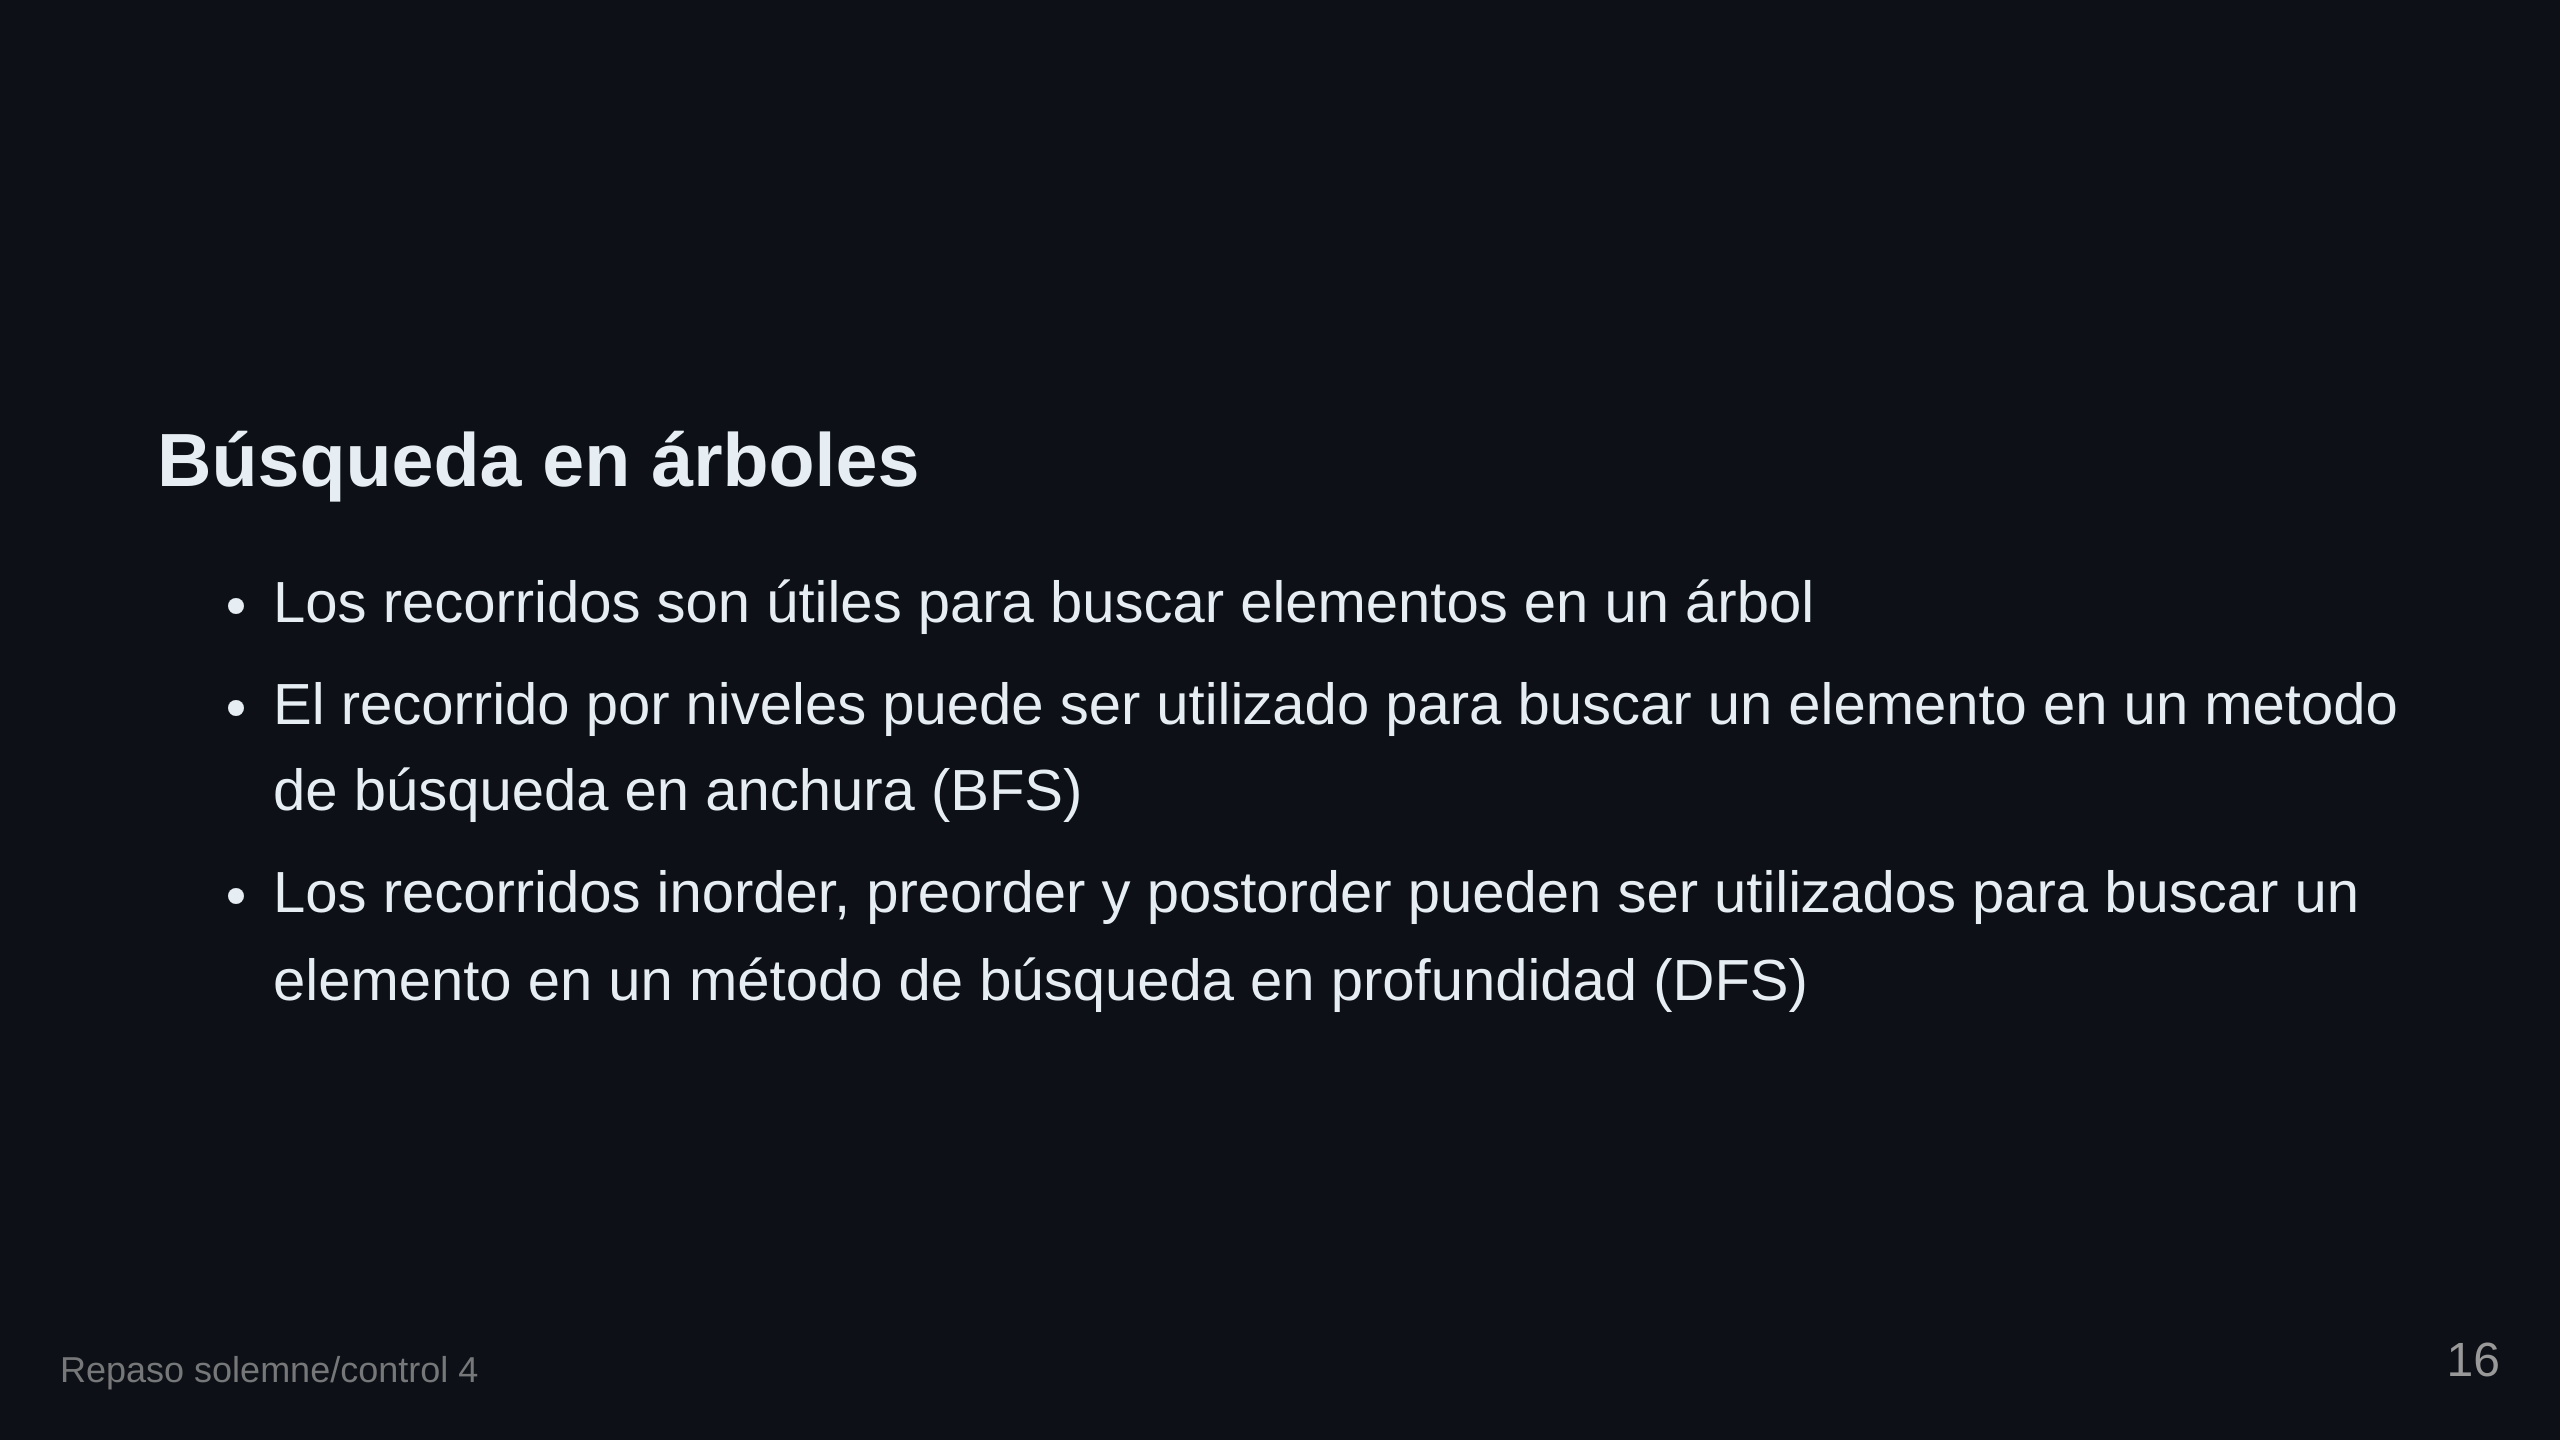 Búsqueda en árboles
• Los recorridos son útiles para buscar elementos en un árbol
• El recorrido por niveles puede ser utilizado para buscar un elemento en un metodo
de búsqueda en anchura (BFS)
• Los recorridos inorder, preorder y postorder pueden ser utilizados para buscar un
elemento en un método de búsqueda en profundidad (DFS)
Repaso solemne/control 4
16